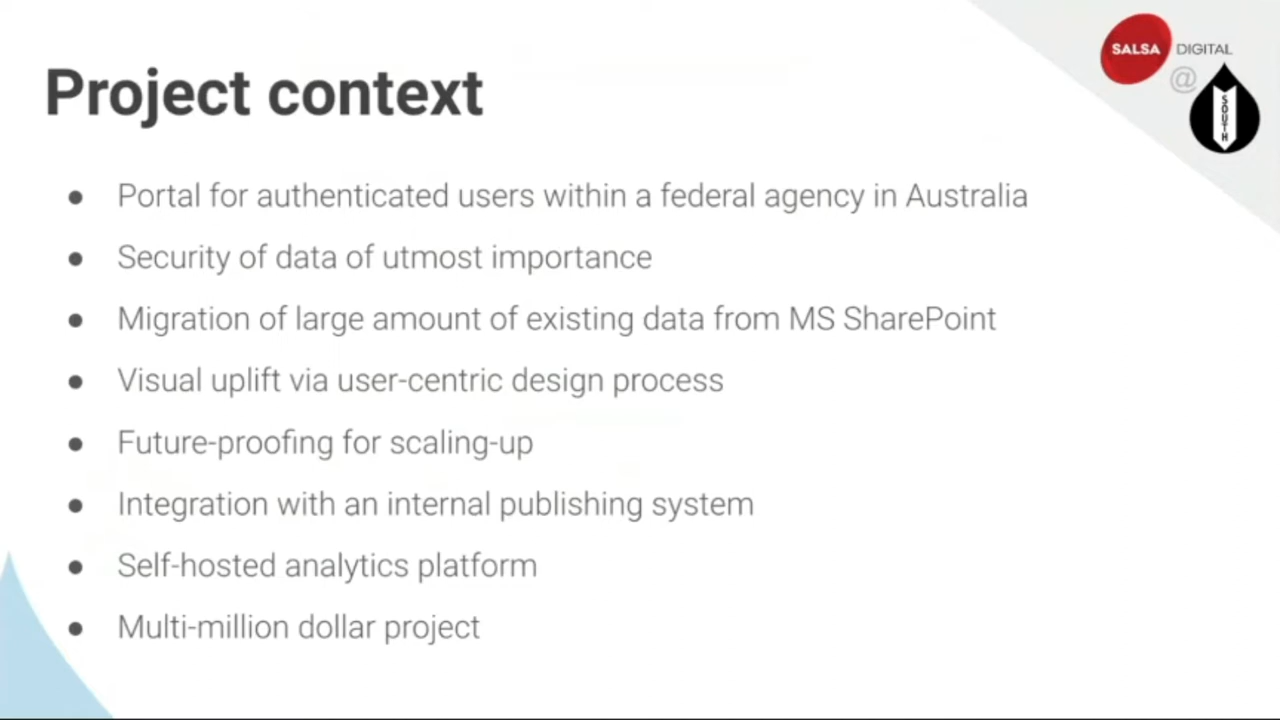 SALSA DIGITAL
@
SOUTH
Project context
● Portal for authenticated users within a federal agency in Australia
● Security of data of utmost importance
● Migration of large amount of existing data from MS SharePoint
● Visual uplift via user-centric design process
● Future-proofing for scaling-up
● Integration with an internal publishing system
● Self-hosted analytics platform
● Multi-million dollar project